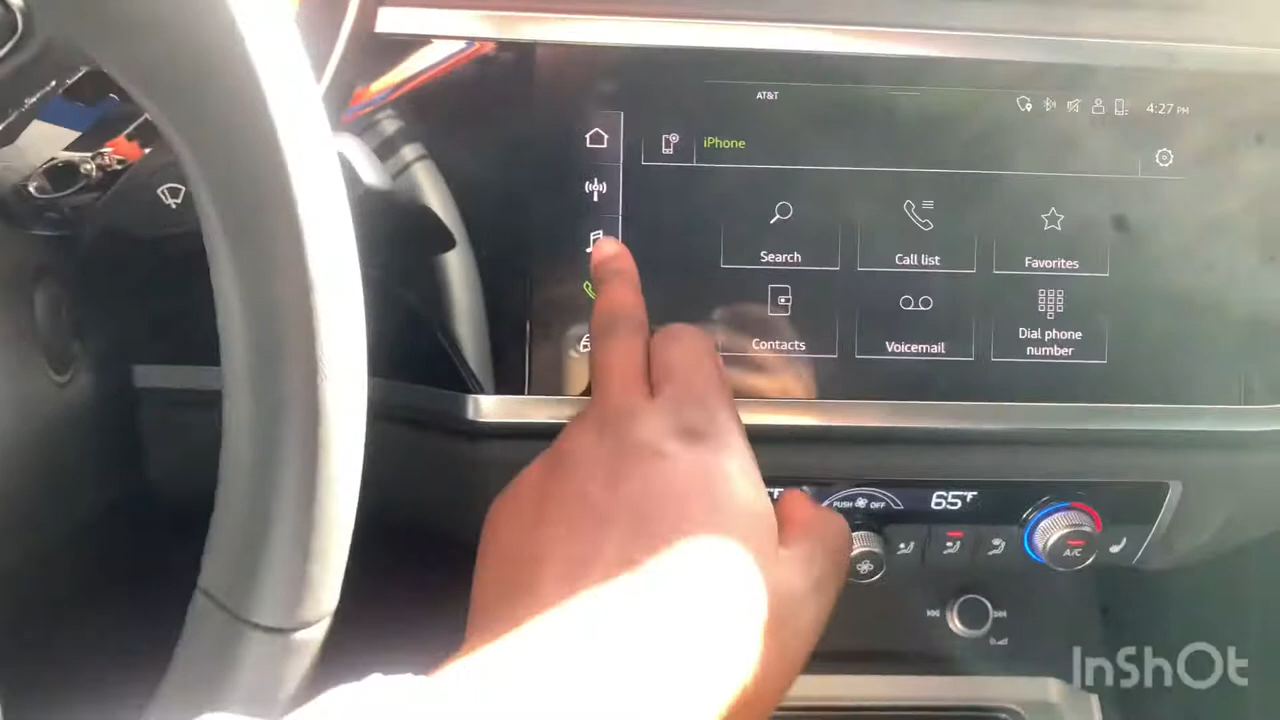 AT&T
4:27 PM
iPhone
Search
Call list
Favorites
Contacts
Voicemail
Dial phone
number
°F
PUSH OFF
65°F
A/C
InShOt